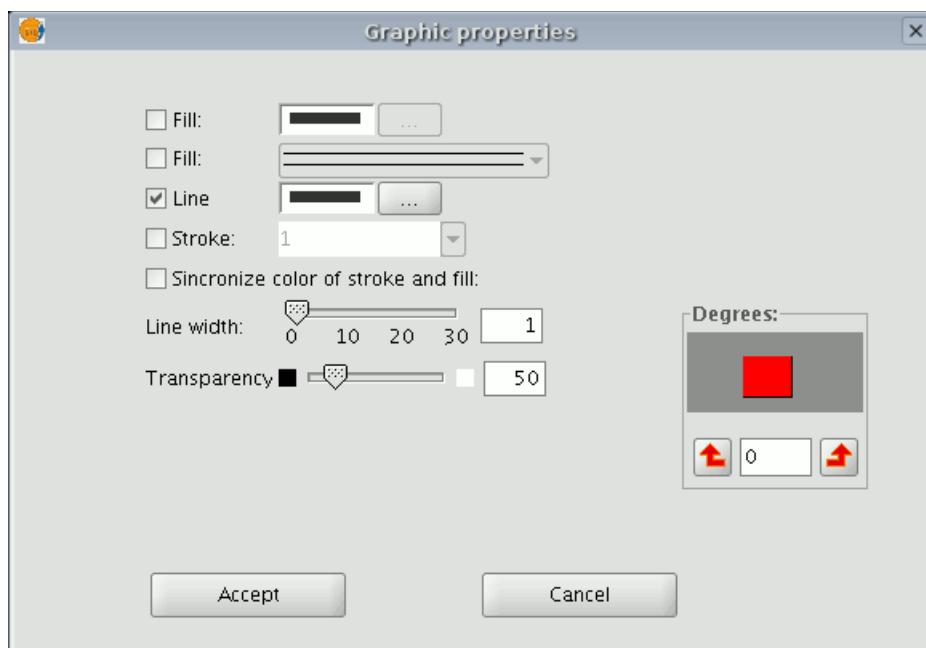 Graphic properties
Fill:
...
Fill:
Line
...
Stroke:
1
Sincronize color of stroke and fill:
Line width:
0 10 20 30
1
Degrees:
Transparency
50
0
Accept
Cancel